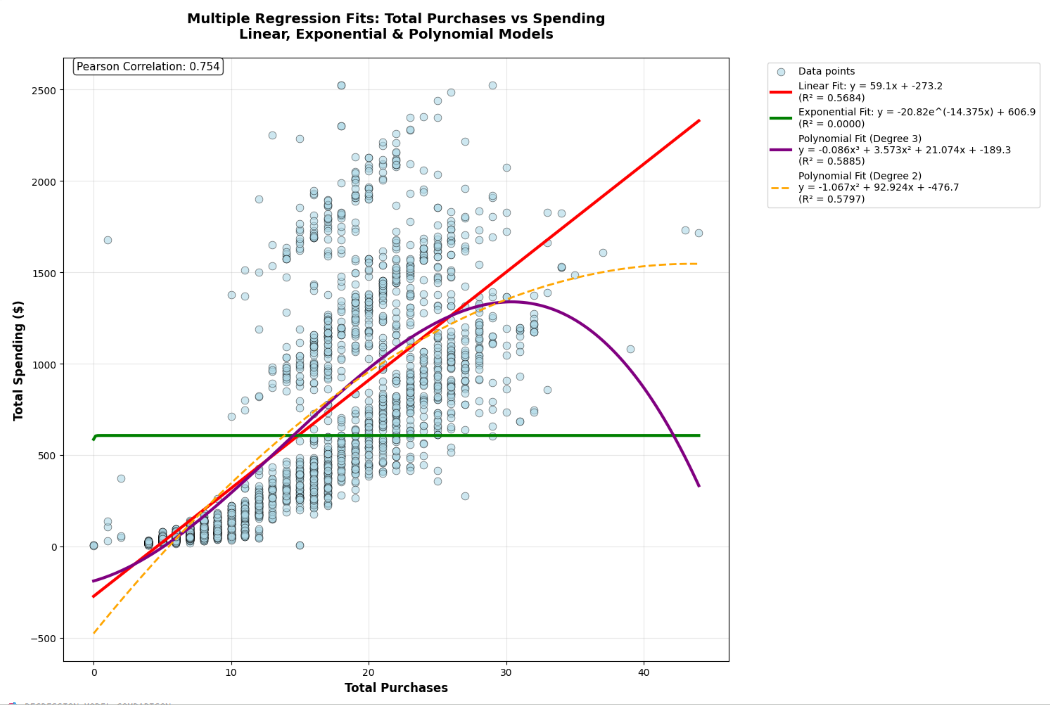 Multiple Regression Fits: Total Purchases vs Spending
Linear, Exponential & Polynomial Models
Pearson Correlation: 0.754
Data points
Linear Fit: y = 59.1x + -273.2
(R² = 0.5684)
Exponential Fit: y = -20.82e^(-14.375x) + 606.9
(R² = 0.0000)
Polynomial Fit (Degree 3)
y = -0.086x³ + 3.573x² + 21.074x + -189.3
(R² = 0.5885)
Polynomial Fit (Degree 2)
y = -1.067x² + 92.924x + -476.7
(R² = 0.5797)
Total Spending ($)
2500
2000
1500
1000
500
0
−500
0 10 20 30 40
Total Purchases